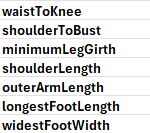 waistToKnee
shoulderToBust
minimumLegGirth
shoulderLength
outerArmLength
longestFootLength
widestFootWidth